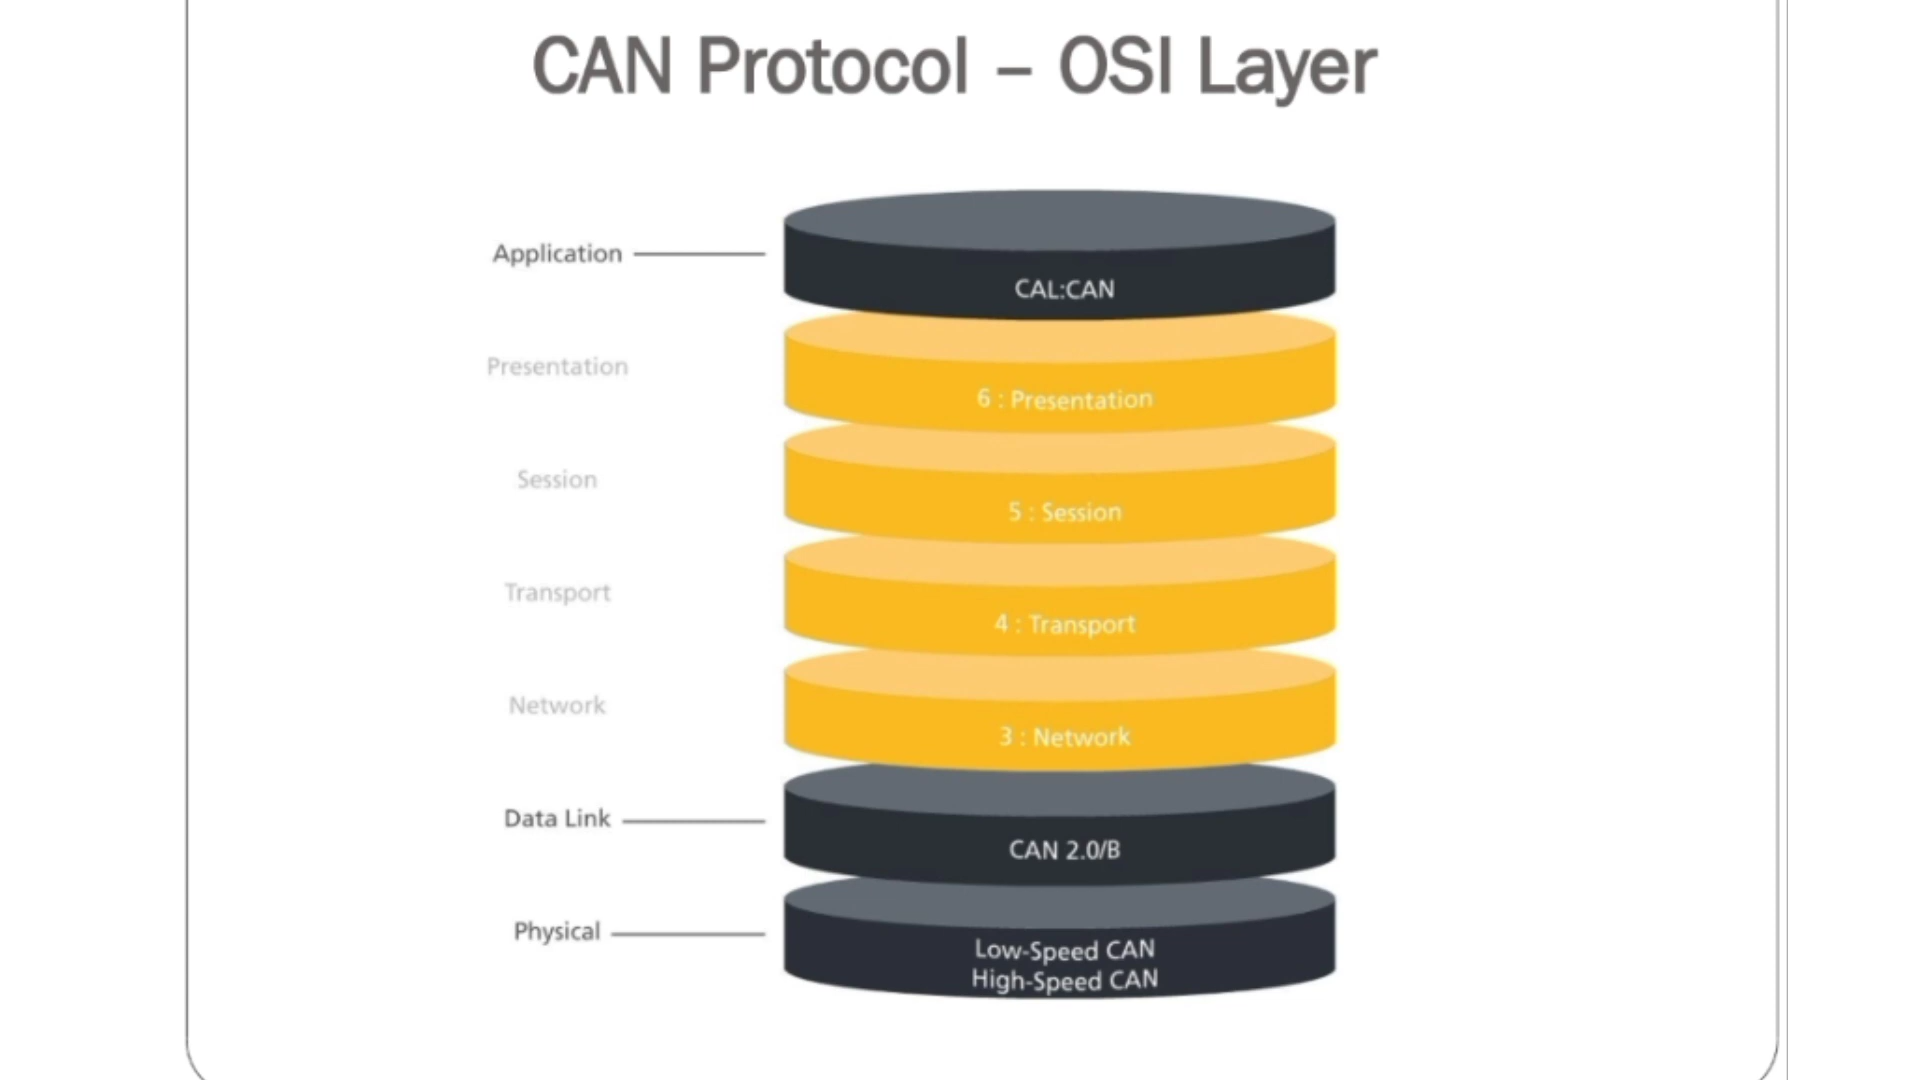 CAN Protocol – OSI Layer
Application
CAL:CAN
Presentation
6 : Presentation
Session
5 : Session
Transport
4 : Transport
Network
3 : Network
Data Link
CAN 2.0/B
Physical
Low-Speed CAN
High-Speed CAN